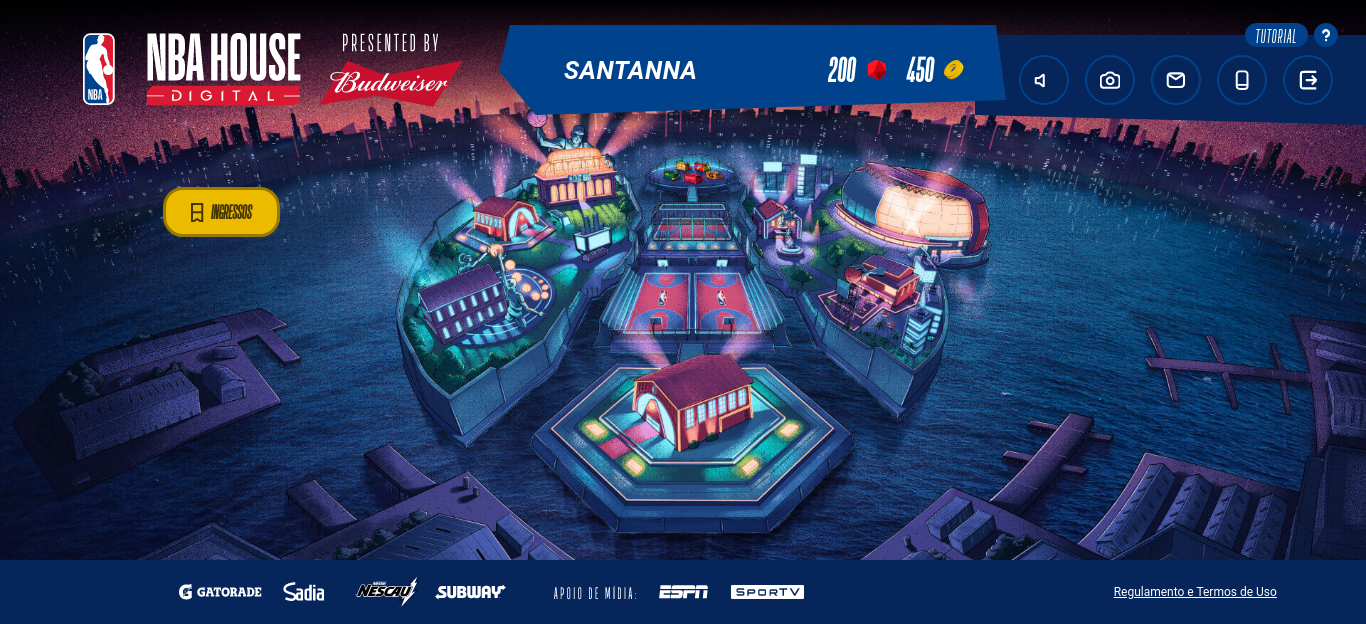 TUTORIAL ?
NBA
NBA HOUSE
DIGITAL
PRESENTED BY
Budweiser
SANTANNA
200
450
INGRESSOS
GATORADE
Sadia
NESTLÉ
NESCAU
SUBWAY
APOIO DE MÍDIA:
ESPN
SPORTV
Regulamento e Termos de Uso